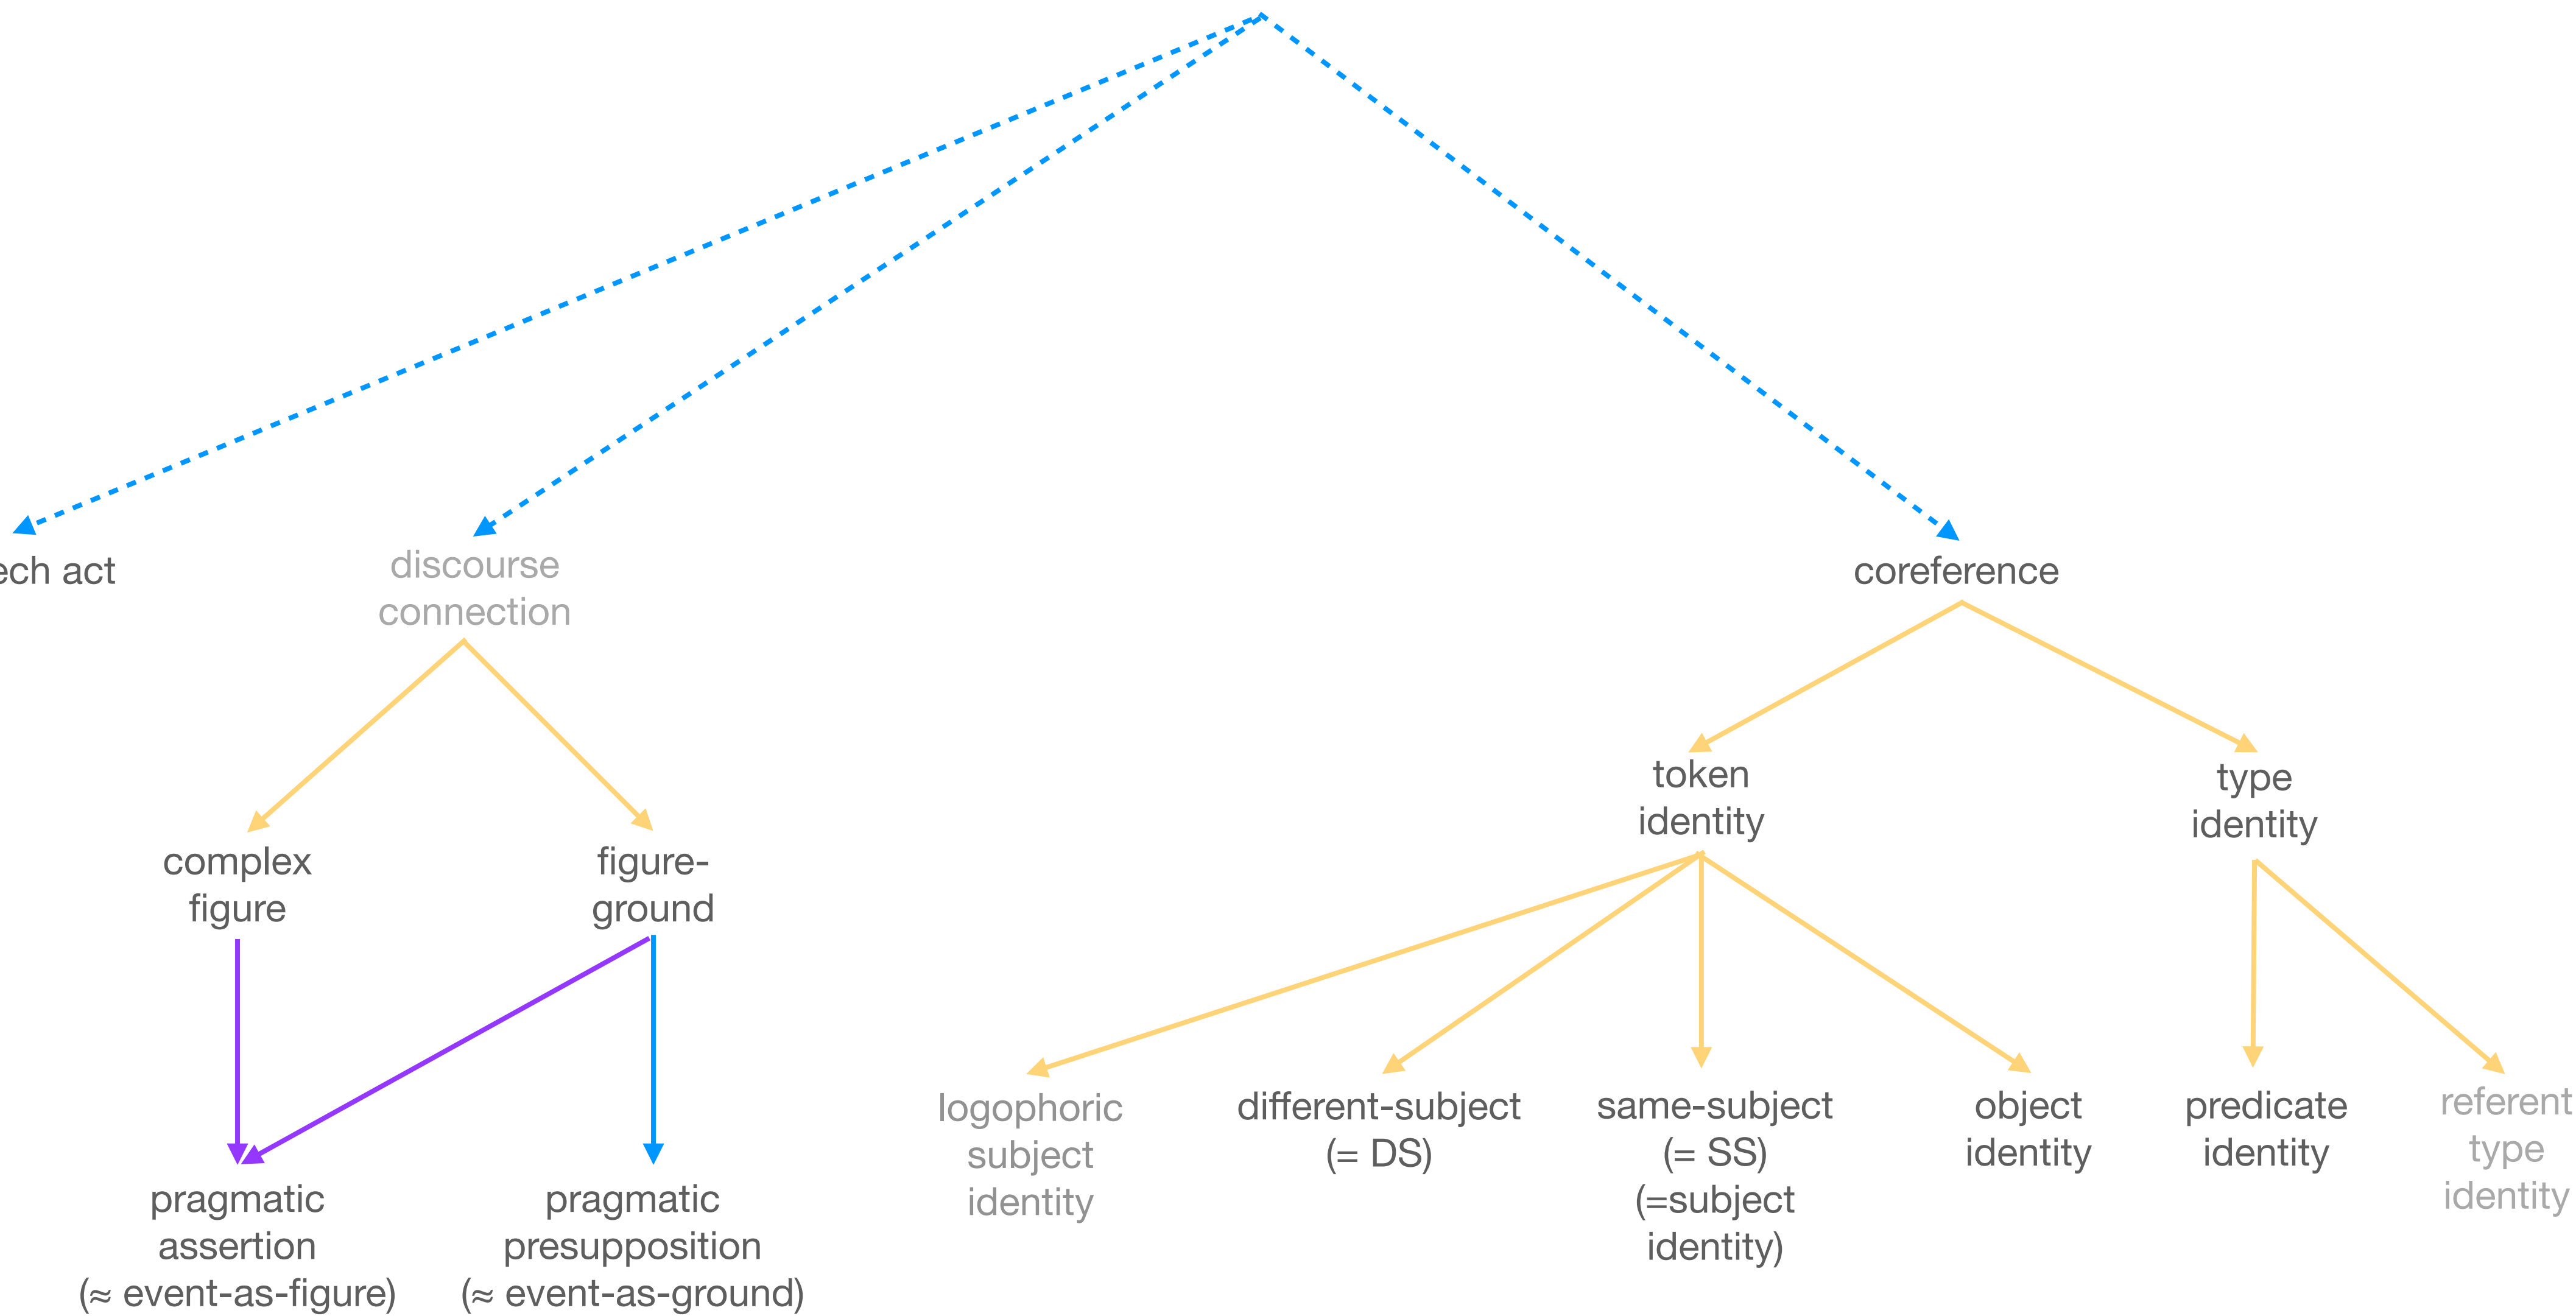 ech act
discourse
connection
coreference
token
identity
type
identity
complex
figure
figure-
ground
logophoric
subject
identity
different-subject
(= DS)
same-subject
(= SS)
(=subject
identity)
object
identity
predicate
identity
referent
type
identity
pragmatic
assertion
(≈ event-as-figure)
pragmatic
presupposition
(≈ event-as-ground)